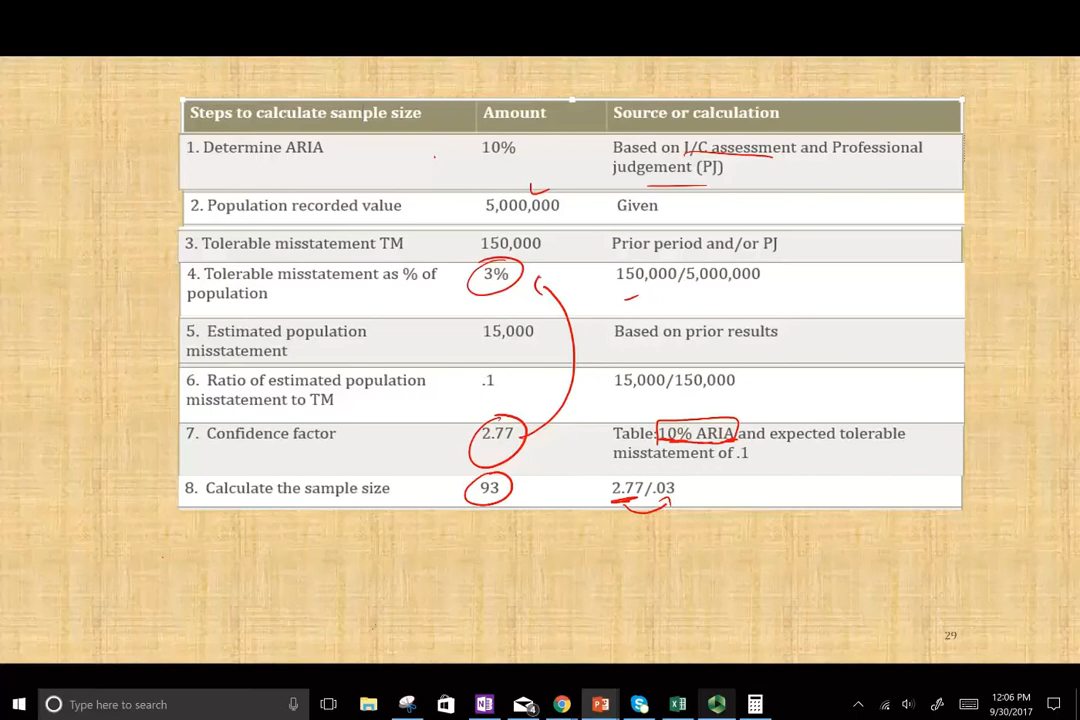 Steps to calculate sample size Amount Source or calculation
1. Determine ARIA 10% Based on I/C assessment and Professional
judgement (PJ)
2. Population recorded value 5,000,000 Given
3. Tolerable misstatement TM 150,000 Prior period and/or PJ
4. Tolerable misstatement as % of 3% 150,000/5,000,000
population
5. Estimated population 15,000 Based on prior results
misstatement
6. Ratio of estimated population .1 15,000/150,000
misstatement to TM
7. Confidence factor 2.77 Table:10% ARIA and expected tolerable
misstatement of .1
8. Calculate the sample size 93 2.77/.03
29
Type here to search
4
12:06 PM
9/30/2017